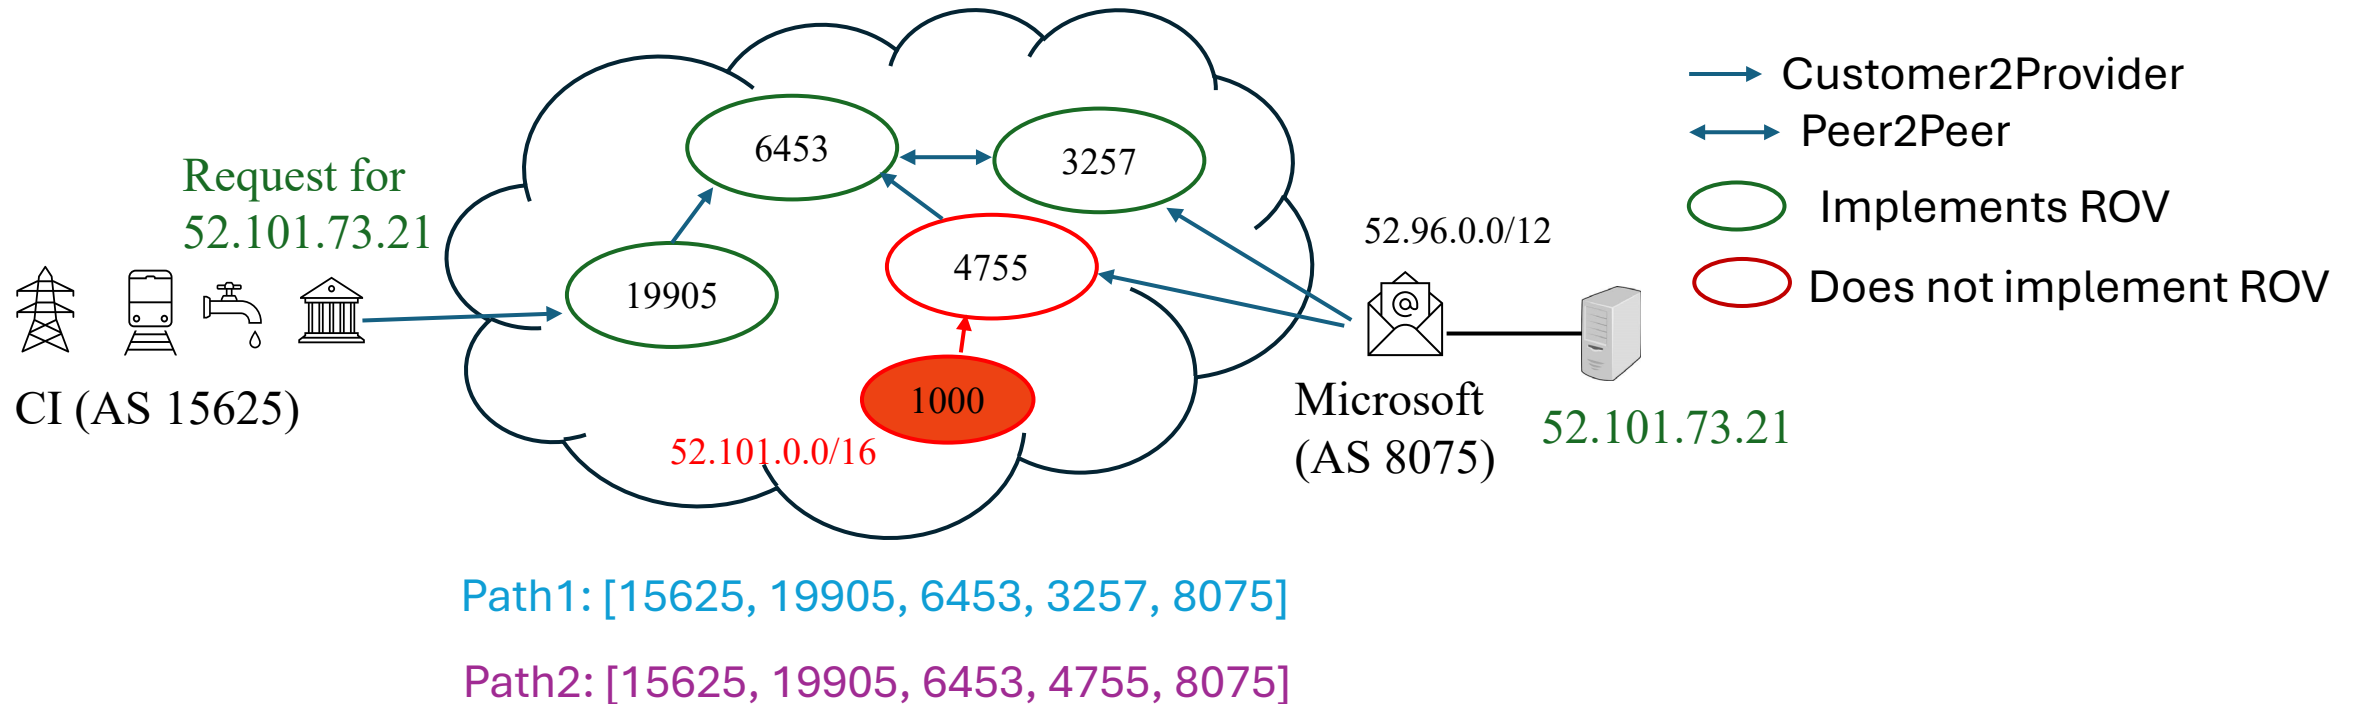 Request for
52.101.73.21
CI (AS 15625)
6453
3257
19905
4755
1000
52.101.0.0/16
52.96.0.0/12
@
Microsoft
(AS 8075)
52.101.73.21
Customer2Provider
Peer2Peer
Implements ROV
Does not implement ROV
Path1: [15625, 19905, 6453, 3257, 8075]
Path2: [15625, 19905, 6453, 4755, 8075]